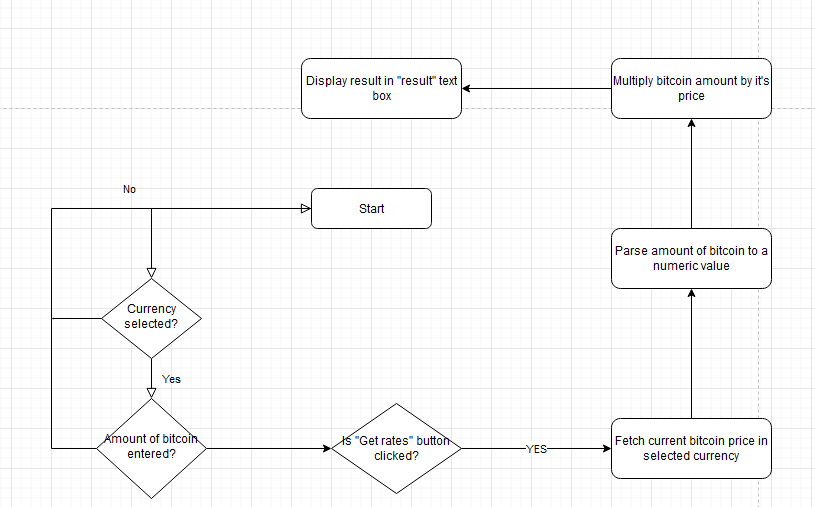 Display result in "result" text
box
Multiply bitcoin amount by it's
price
No
Start
Parse amount of bitcoin to a
numeric value
Currency
selected?
Yes
Amount of bitcoin
entered?
Is "Get rates" button
clicked?
YES
Fetch current bitcoin price in
selected currency